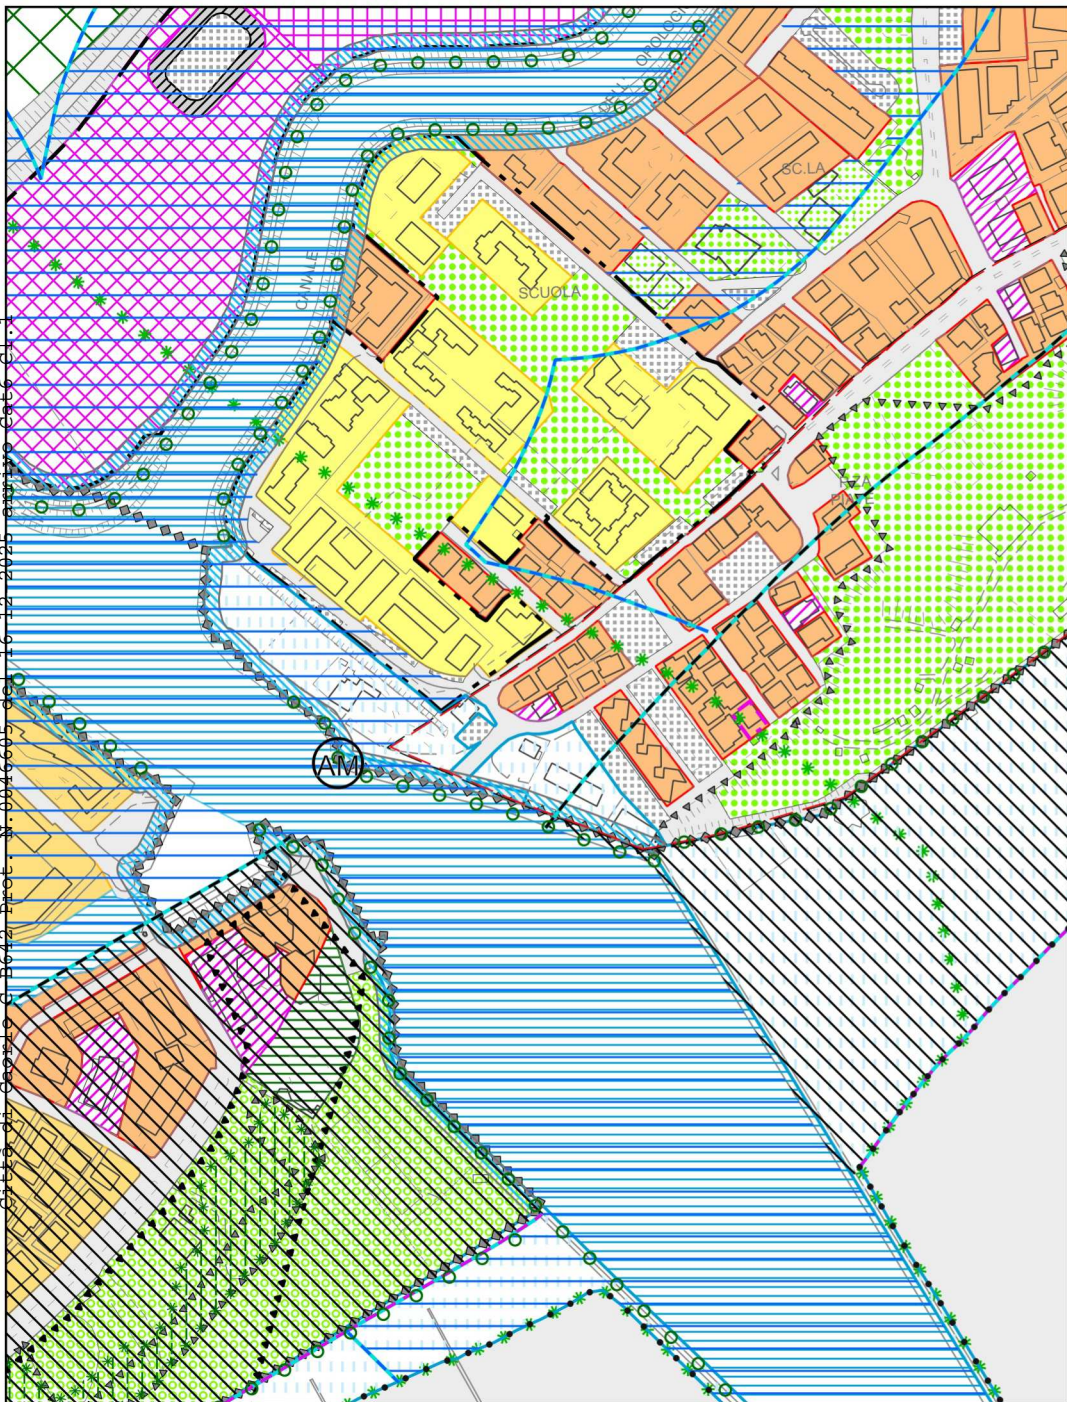 SC.LA
CANALE
SCUOLA
P.ZA
AM
Città di Caorle C_B642 Prot. N.0046605 del 16-12-2025 arrivo Cat6 Cl.1